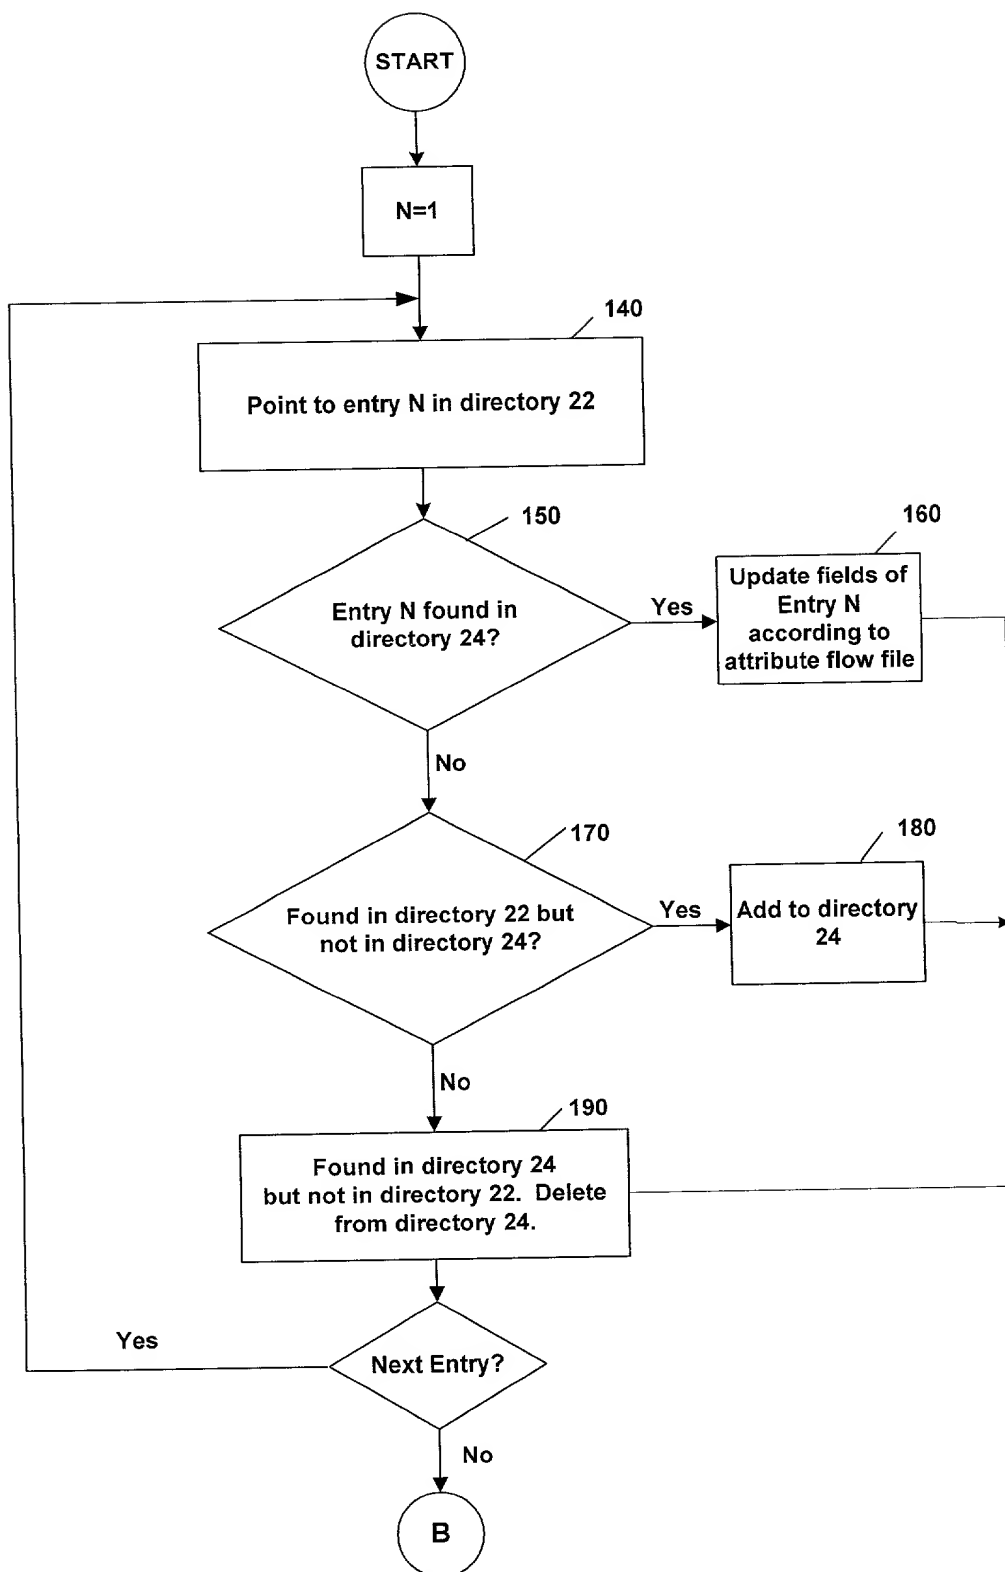 START
N=1
140
Point to entry N in directory 22
150
Entry N found in
directory 24?
Yes
160
Update fields of
Entry N
according to
attribute flow file
No
170
Found in directory 22 but
not in directory 24?
Yes
180
Add to directory
24
No
190
Found in directory 24
but not in directory 22. Delete
from directory 24.
Yes
Next Entry?
No
B